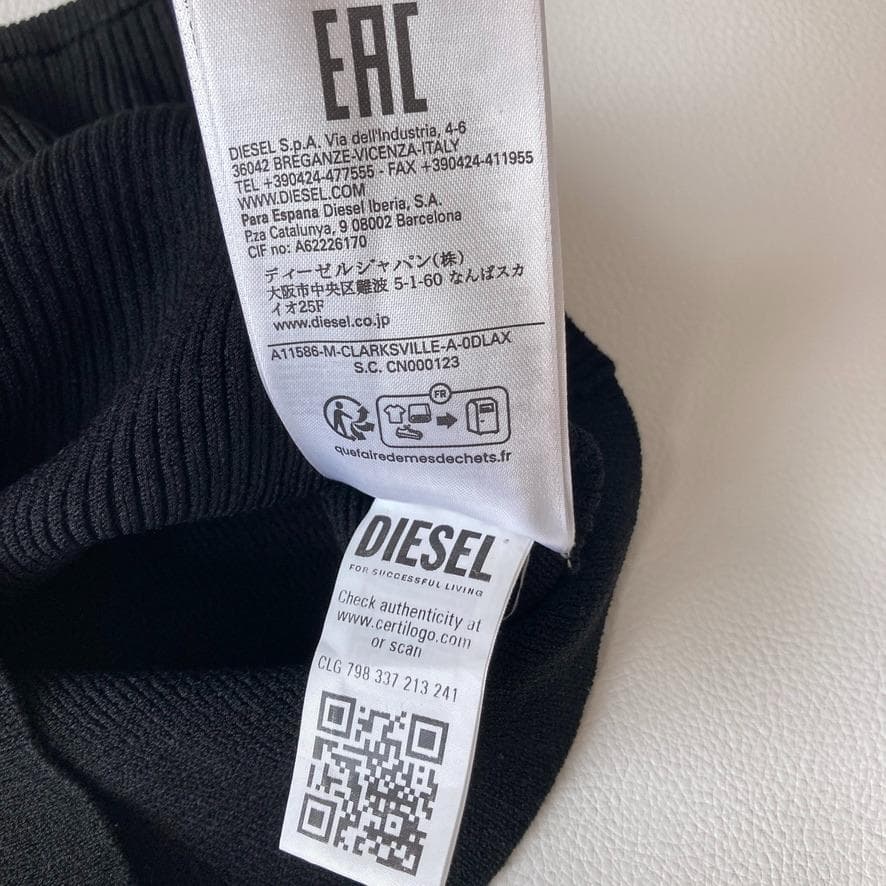 EAC
DIESEL S.p.A. Via dell'Industria, 4-6
36042 BREGANZE-VICENZA-ITALY
TEL +390424-477555 - FAX +390424-411955
WWW.DIESEL.COM
Para Espana Diesel Iberia, S.A.
P.za Catalunya, 9 08002 Barcelona
CIF no: A62226170
ディーゼルジャパン(株)
大阪市中央区難波 5-1-60 なんばスカ
イオ25F
www.diesel.co.jp
A11586-M-CLARKSVILLE-A-0DLAX
S.C. CN000123
FR
quefairedemesdechets.fr
DIESEL
FOR SUCCESSFUL LIVING
Check authenticity at
www.certilogo.com
or scan
CLG 798 337 213 241